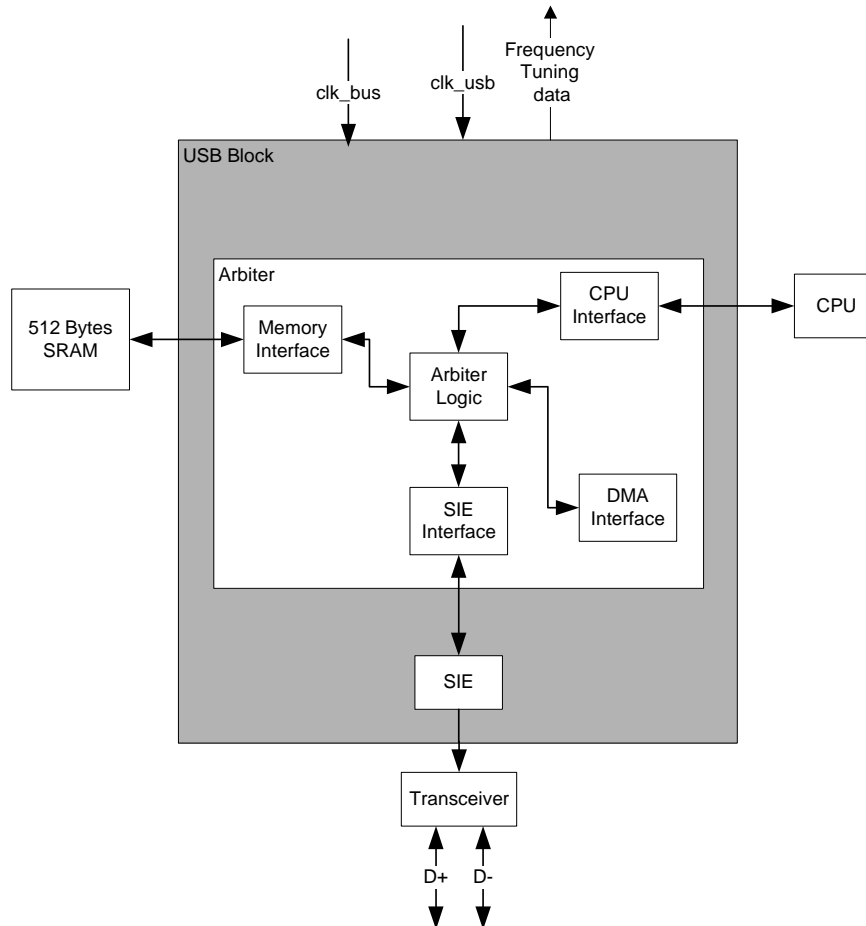 Frequency
Tuning
data
clk_bus
clk_usb
USB Block
Arbiter
512 Bytes
SRAM
Memory
Interface
CPU
Interface
CPU
Arbiter
Logic
SIE
Interface
DMA
Interface
SIE
Transceiver
D+
D-